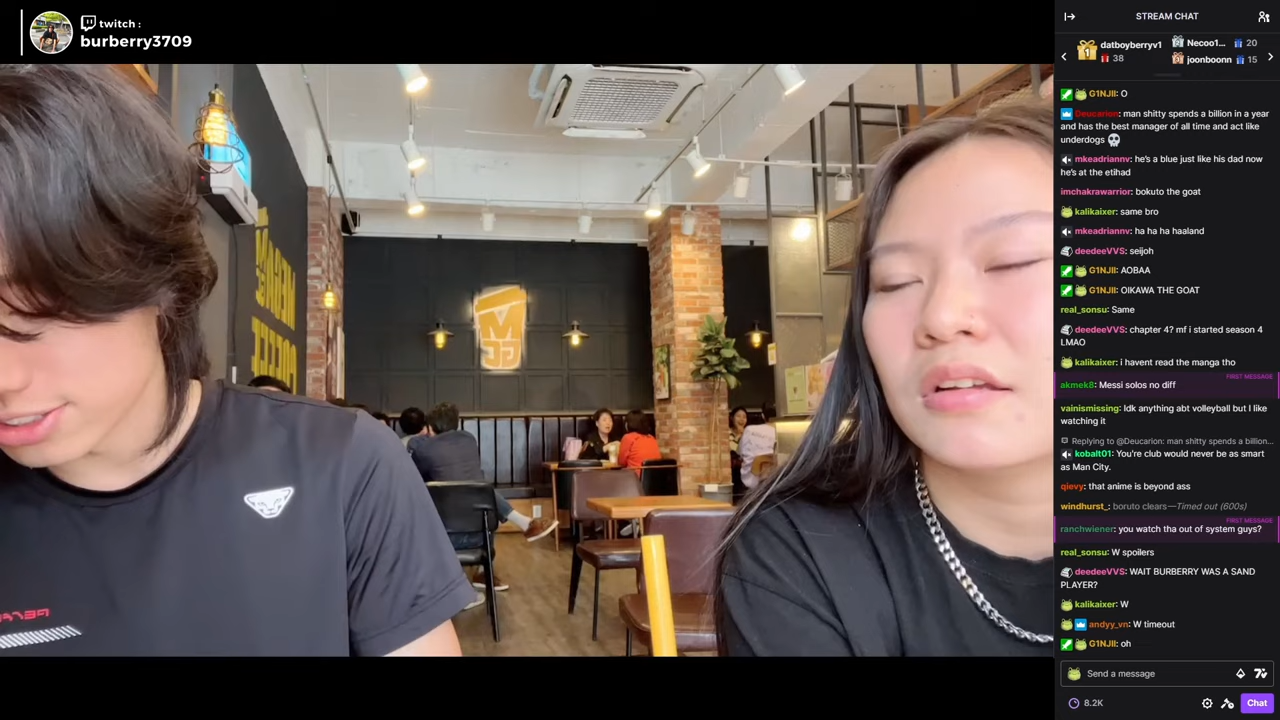 twitch :
burberry3709
STREAM CHAT
datboyberryv1
38
Necoo1... 20
joonboonn 15
G1NJII: O
Deucarion: man shitty spends a billion in a year
and has the best manager of all time and act like
underdogs
mkeadriannv: he's a blue just like his dad now
he's at the etihad
imchakrawarrior: bokuto the goat
kalikaixer: same bro
mkeadriannv: ha ha ha haaland
deedeeVVS: seijoh
G1NJII: AOBAA
G1NJII: OIKAWA THE GOAT
real_sonsu: Same
deedeeVVS: chapter 4? mf i started season 4
LMAO
kalikaixer: i havent read the manga tho
FIRST MESSAGE
akmek8: Messi solos no diff
vainismissing: Idk anything abt volleyball but I like
watching it
Replying to @Deucarion: man shitty spends a billion...
kobalt01: You're club would never be as smart
as Man City.
qievy: that anime is beyond ass
windhurst_: boruto clears—Timed out (600s)
FIRST MESSAGE
ranchwiener: you watch tha out of system guys?
real_sonsu: W spoilers
deedeeVVS: WAIT BURBERRY WAS A SAND
PLAYER?
kalikaixer: W
andyy_vn: W timeout
G1NJII: oh
Send a message
8.2K
Chat